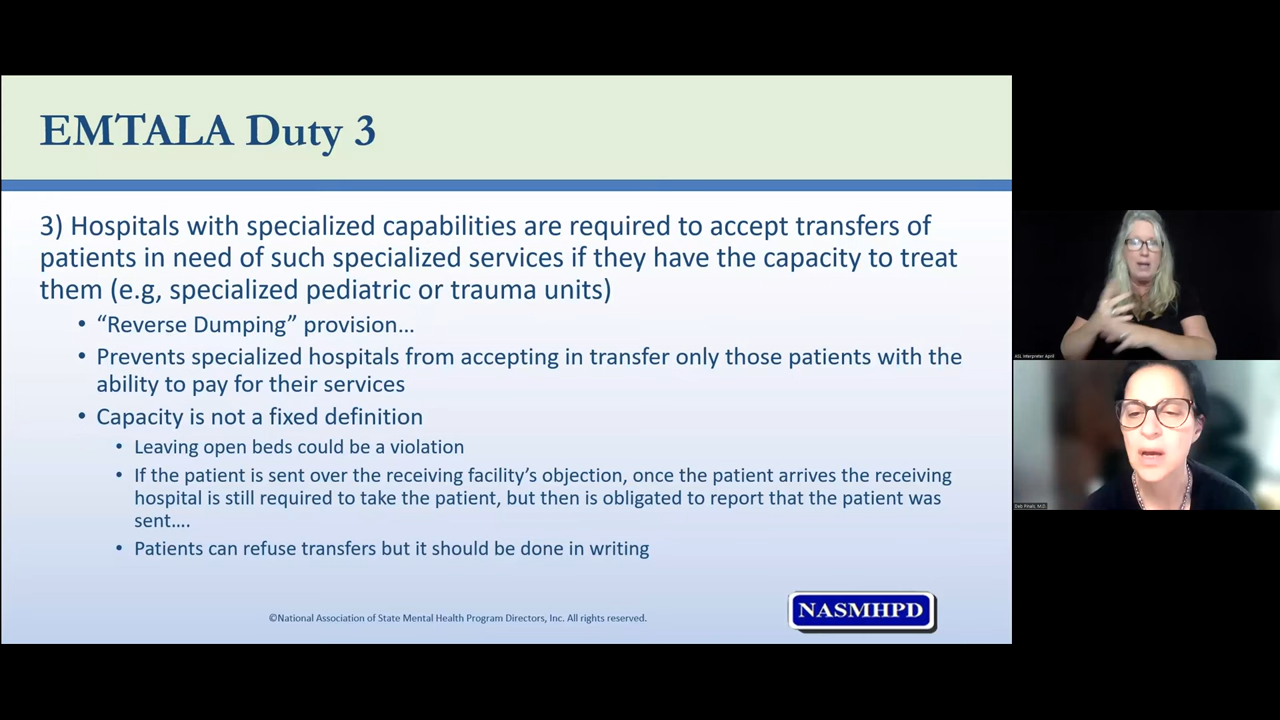 EMTALA Duty 3
3) Hospitals with specialized capabilities are required to accept transfers of
patients in need of such specialized services if they have the capacity to treat
them (e.g, specialized pediatric or trauma units)
• “Reverse Dumping” provision…
• Prevents specialized hospitals from accepting in transfer only those patients with the
ability to pay for their services
• Capacity is not a fixed definition
• Leaving open beds could be a violation
• If the patient is sent over the receiving facility’s objection, once the patient arrives the receiving
hospital is still required to take the patient, but then is obligated to report that the patient was
sent….
• Patients can refuse transfers but it should be done in writing
©National Association of State Mental Health Program Directors, Inc. All rights reserved.
NASMHPD
ASL Interpreter April
Deb Pinals, M.D.